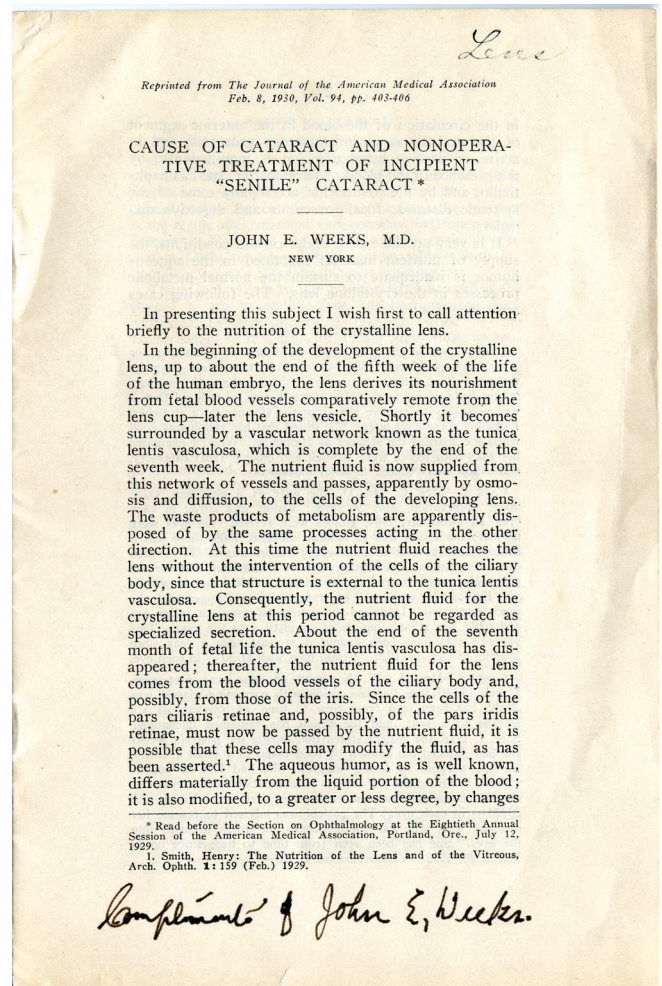 Lens
Reprinted from The Journal of the American Medical Association
Feb. 8, 1930, Vol. 94, pp. 403-406
CAUSE OF CATARACT AND NONOPERA-
TIVE TREATMENT OF INCIPIENT
“SENILE” CATARACT *
JOHN E. WEEKS, M.D.
NEW YORK
In presenting this subject I wish first to call attention
briefly to the nutrition of the crystalline lens.
In the beginning of the development of the crystalline
lens, up to about the end of the fifth week of the life
of the human embryo, the lens derives its nourishment
from fetal blood vessels comparatively remote from the
lens cup—later the lens vesicle. Shortly it becomes
surrounded by a vascular network known as the tunica
lentis vasculosa, which is complete by the end of the
seventh week. The nutrient fluid is now supplied from
this network of vessels and passes, apparently by osmo-
sis and diffusion, to the cells of the developing lens.
The waste products of metabolism are apparently dis-
posed of by the same processes acting in the other
direction. At this time the nutrient fluid reaches the
lens without the intervention of the cells of the ciliary
body, since that structure is external to the tunica lentis
vasculosa. Consequently, the nutrient fluid for the
crystalline lens at this period cannot be regarded as
specialized secretion. About the end of the seventh
month of fetal life the tunica lentis vasculosa has dis-
appeared; thereafter, the nutrient fluid for the lens
comes from the blood vessels of the ciliary body and,
possibly, from those of the iris. Since the cells of the
pars ciliaris retinae and, possibly, of the pars iridis
retinae, must now be passed by the nutrient fluid, it is
possible that these cells may modify the fluid, as has
been asserted.¹ The aqueous humor, as is well known,
differs materially from the liquid portion of the blood;
it is also modified, to a greater or less degree, by changes
* Read before the Section on Ophthalmology at the Eightieth Annual
Session of the American Medical Association, Portland, Ore., July 12,
1929.
1. Smith, Henry: The Nutrition of the Lens and of the Vitreous,
Arch. Ophth. 1: 159 (Feb.) 1929.
Compliments of John E, Weeks.